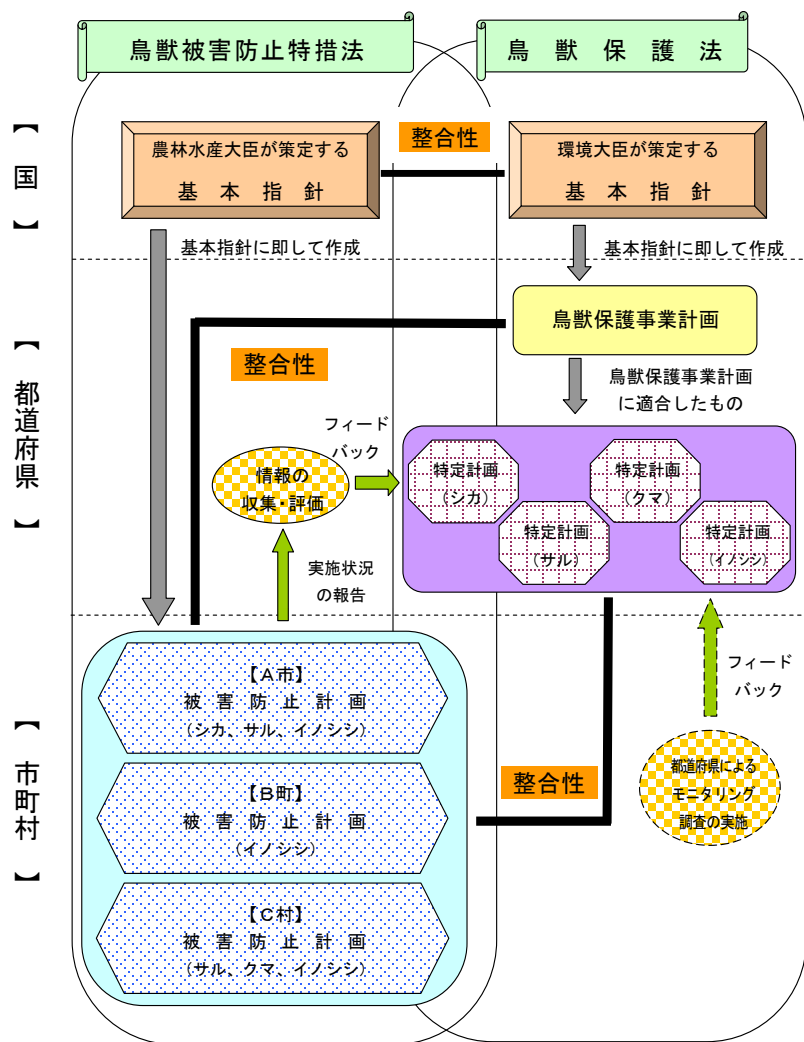 鳥獣被害防止特措法
鳥獣保護法
【国】
農林水産大臣が策定する
基本指針
整合性
環境大臣が策定する
基本指針
基本指針に即して作成
基本指針に即して作成
【都道府県】
鳥獣保護事業計画
整合性
鳥獣保護事業計画
に適合したもの
フィード
バック
情報の
収集・評価
特定計画
(シカ)
特定計画
(クマ)
特定計画
(サル)
特定計画
(イノシシ)
実施状況
の報告
【市町村】
【A市】
被害防止計画
(シカ、サル、イノシシ)
フィード
バック
【B町】
被害防止計画
(イノシシ)
整合性
都道府県による
モニタリング
調査の実施
【C村】
被害防止計画
(サル、クマ、イノシシ)